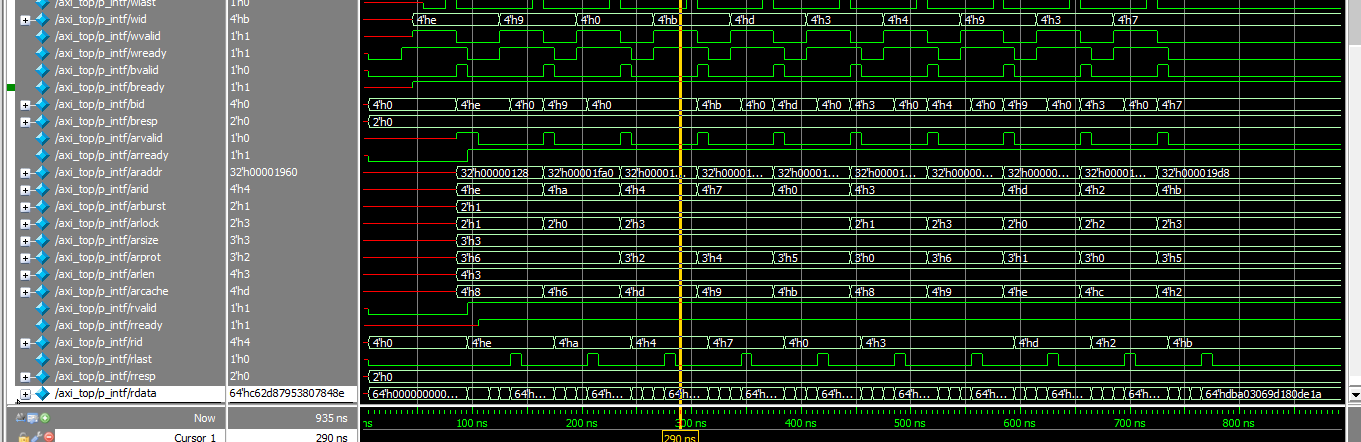 /axi_top/p_intf/wlast 1'h0
/axi_top/p_intf/wid 4'hb 4'he 4'h9 4'h0 4'hb 4'hd 4'h3 4'h4 4'h9 4'h3 4'h7
/axi_top/p_intf/wvalid 1'h1
/axi_top/p_intf/wready 1'h1
/axi_top/p_intf/bvalid 1'h0
/axi_top/p_intf/bready 1'h1
/axi_top/p_intf/bid 4'h0 4'h0 4'he 4'h0 4'h9 4'h0 4'hb 4'h0 4'hd 4'h0 4'h3 4'h0 4'h4 4'h0 4'h9 4'h0 4'h3 4'h0 4'h7
/axi_top/p_intf/bresp 2'h0 2'h0
/axi_top/p_intf/arvalid 1'h0
/axi_top/p_intf/arready 1'h1
/axi_top/p_intf/araddr 32'h00001960 32'h00000128 32'h00001fa0 32'h00001... 32'h00001... 32'h00001... 32'h00001... 32'h00000... 32'h00000... 32'h00001... 32'h000019d8
/axi_top/p_intf/arid 4'h4 4'he 4'ha 4'h4 4'h7 4'h0 4'h3 4'hd 4'h2 4'hb
/axi_top/p_intf/arburst 2'h1 2'h1
/axi_top/p_intf/arlock 2'h3 2'h1 2'h0 2'h3 2'h1 2'h3 2'h0 2'h2 2'h3
/axi_top/p_intf/arsize 3'h3 3'h3
/axi_top/p_intf/arprot 3'h2 3'h6 3'h2 3'h4 3'h5 3'h0 3'h6 3'h1 3'h0 3'h5
/axi_top/p_intf/arlen 4'h3 4'h3
/axi_top/p_intf/arcache 4'hd 4'h8 4'h6 4'hd 4'h9 4'hb 4'h8 4'h9 4'he 4'hc 4'h2
/axi_top/p_intf/rvalid 1'h1
/axi_top/p_intf/rready 1'h1
/axi_top/p_intf/rid 4'h4 4'h0 4'he 4'ha 4'h4 4'h7 4'h0 4'h3 4'hd 4'h2 4'hb
/axi_top/p_intf/rlast 1'h0
/axi_top/p_intf/rresp 2'h0 2'h0
/axi_top/p_intf/rdata 64'hc62d87953807848e 64'h000000000... 64'h... 64'h... 64'h... 64'h... 64'h... 64'h... 64'h... 64'h... 64'h... 64'hdba03069d180de1a
Now 935 ns ns 100 ns 200 ns 300 ns 400 ns 500 ns 600 ns 700 ns 800 ns
Cursor 1 290 ns 290 ns